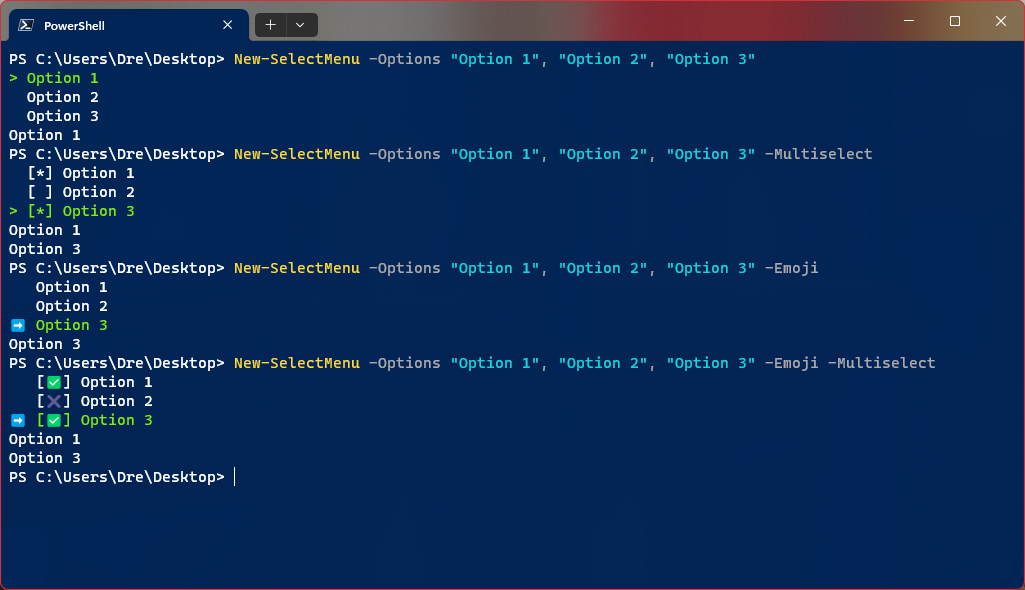 PowerShell
PS C:\Users\Dre\Desktop> New-SelectMenu -Options "Option 1", "Option 2", "Option 3"
> Option 1
  Option 2
  Option 3
Option 1
PS C:\Users\Dre\Desktop> New-SelectMenu -Options "Option 1", "Option 2", "Option 3" -Multiselect
  [*] Option 1
  [ ] Option 2
> [*] Option 3
Option 1
Option 3
PS C:\Users\Dre\Desktop> New-SelectMenu -Options "Option 1", "Option 2", "Option 3" -Emoji
   Option 1
   Option 2
➡️ Option 3
Option 3
PS C:\Users\Dre\Desktop> New-SelectMenu -Options "Option 1", "Option 2", "Option 3" -Emoji -Multiselect
   [✅] Option 1
   [❌] Option 2
➡️ [✅] Option 3
Option 1
Option 3
PS C:\Users\Dre\Desktop>